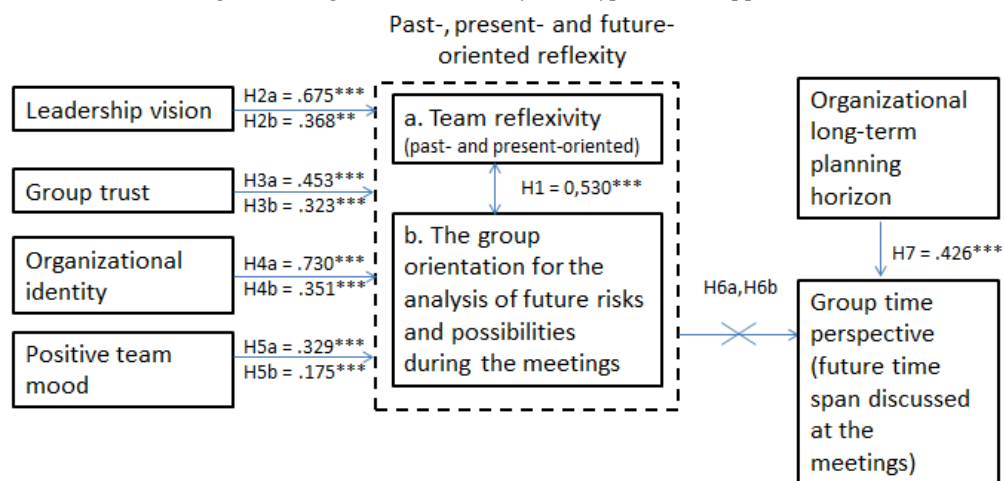 Past-, present- and future-
oriented reflexity
Leadership vision
H2a = .675***
H2b = .368**
Group trust
H3a = .453***
H3b = .323***
Organizational
identity
H4a = .730***
H4b = .351***
Positive team
mood
H5a = .329***
H5b = .175***
a. Team reflexivity
(past- and present-oriented)
H1 = 0,530***
b. The group
orientation for the
analysis of future risks
and possibilities
during the meetings
H6a,H6b
Organizational
long-term
planning
horizon
H7 = .426***
Group time
perspective
(future time
span discussed
at the
meetings)